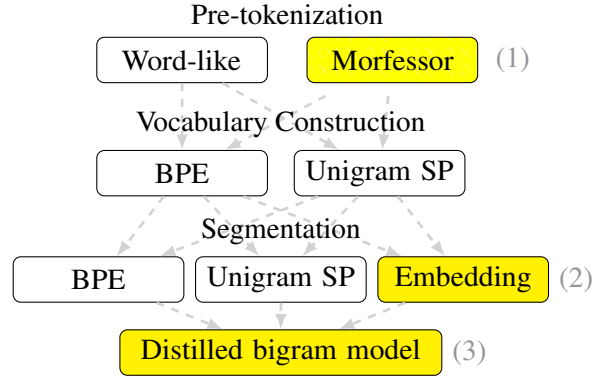 Pre-tokenization
Word-like Morfessor (1)
Vocabulary Construction
BPE Unigram SP
Segmentation
BPE Unigram SP Embedding (2)
Distilled bigram model (3)